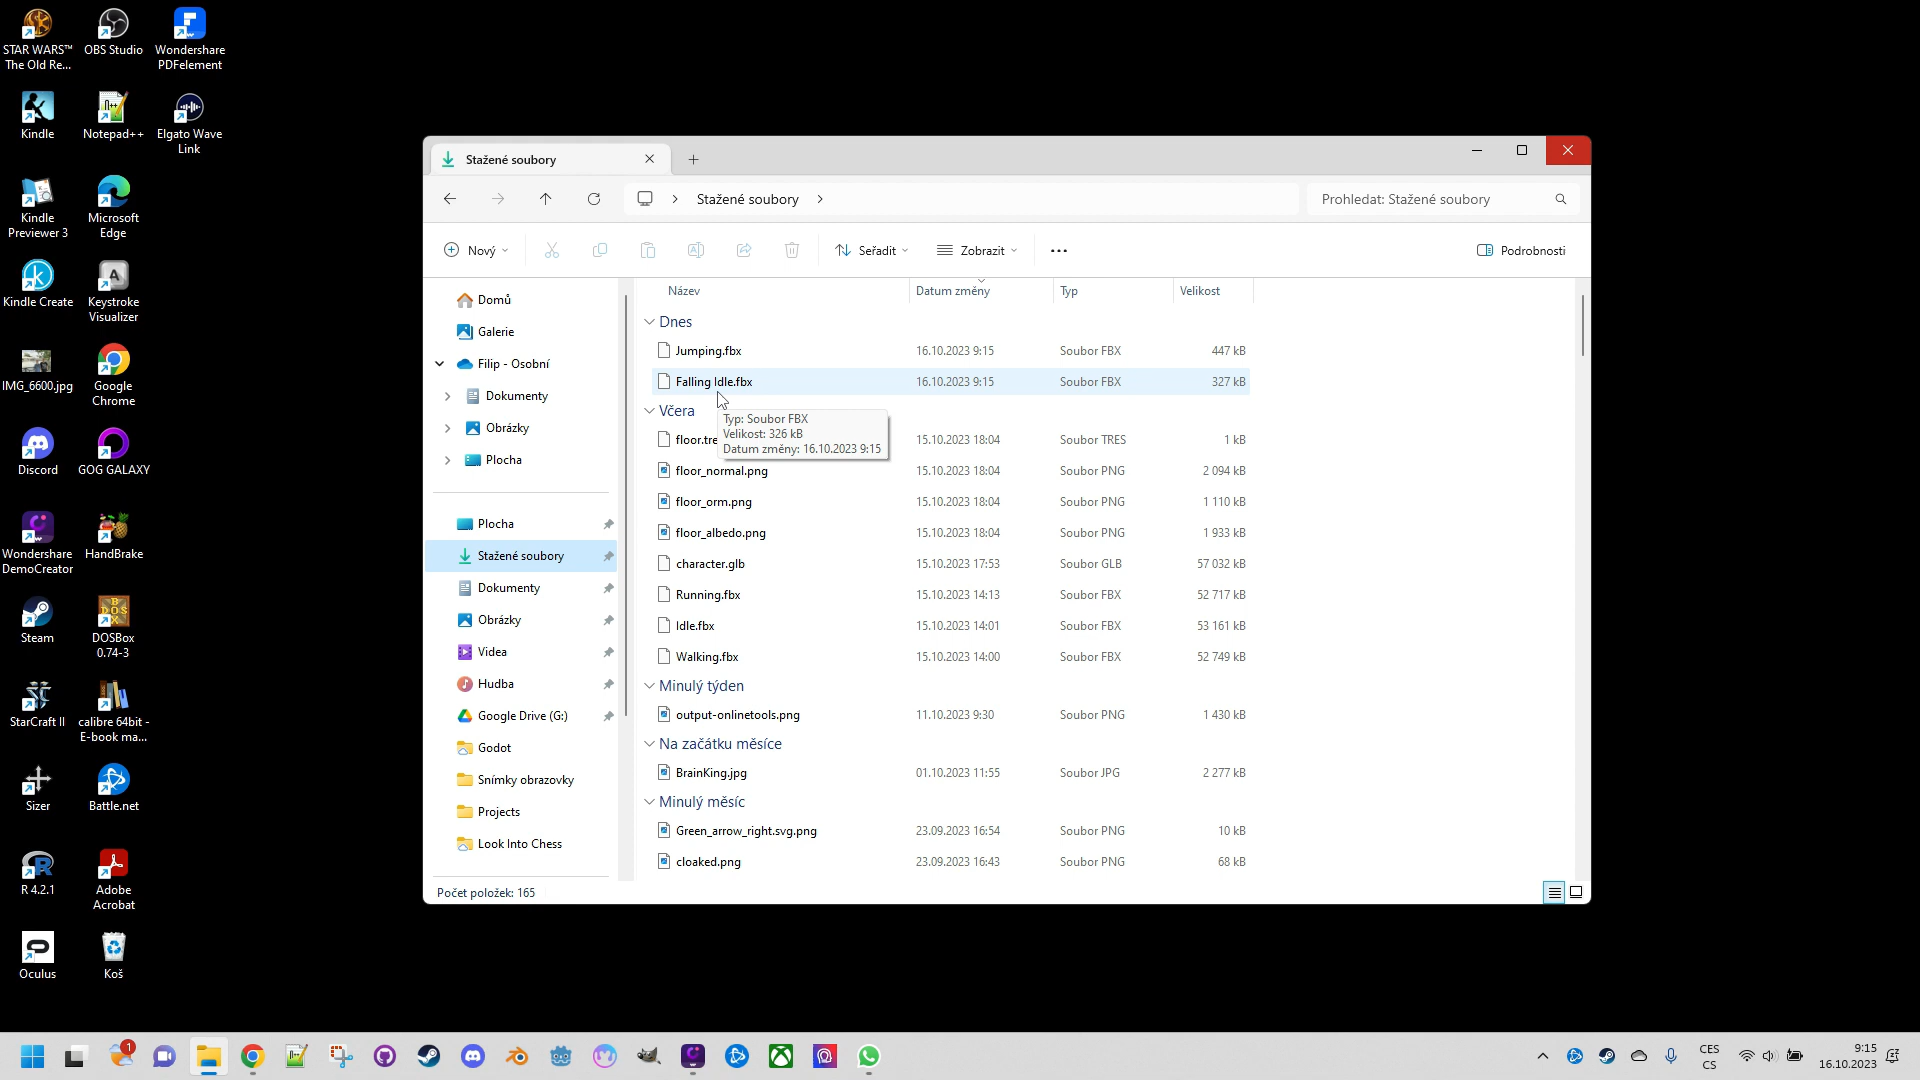 STAR WARS™
The Old Re...
OBS Studio
Wondershare
PDFelement
Kindle
Notepad++
Elgato Wave
Link
Kindle
Previewer 3
Microsoft
Edge
Kindle Create
Keystroke
Visualizer
IMG_6600.jpg
Google
Chrome
Discord
GOG GALAXY
Wondershare
DemoCreator
HandBrake
Steam
DOSBox
0.74-3
StarCraft II
calibre 64bit -
E-book ma...
Sizer
Battle.net
R 4.2.1
Adobe
Acrobat
Oculus
Koš
Stažené soubory
Stažené soubory
Prohledat: Stažené soubory
Nový
Seřadit
Zobrazit
Podrobnosti
Domů
Galerie
Filip - Osobní
Dokumenty
Obrázky
Plocha
Plocha
Stažené soubory
Dokumenty
Obrázky
Videa
Hudba
Google Drive (G:)
Godot
Snímky obrazovky
Projects
Look Into Chess
Název Datum změny Typ Velikost
Dnes
Jumping.fbx 16.10.2023 9:15 Soubor FBX 447 kB
Falling Idle.fbx 16.10.2023 9:15 Soubor FBX 327 kB
Včera
Typ: Soubor FBX
Velikost: 326 kB
Datum změny: 16.10.2023 9:15
floor.tre 15.10.2023 18:04 Soubor TRES 1 kB
floor_normal.png 15.10.2023 18:04 Soubor PNG 2 094 kB
floor_orm.png 15.10.2023 18:04 Soubor PNG 1 110 kB
floor_albedo.png 15.10.2023 18:04 Soubor PNG 1 933 kB
character.glb 15.10.2023 17:53 Soubor GLB 57 032 kB
Running.fbx 15.10.2023 14:13 Soubor FBX 52 717 kB
Idle.fbx 15.10.2023 14:01 Soubor FBX 53 161 kB
Walking.fbx 15.10.2023 14:00 Soubor FBX 52 749 kB
Minulý týden
output-onlinetools.png 11.10.2023 9:30 Soubor PNG 1 430 kB
Na začátku měsíce
BrainKing.jpg 01.10.2023 11:55 Soubor JPG 2 277 kB
Minulý měsíc
Green_arrow_right.svg.png 23.09.2023 16:54 Soubor PNG 10 kB
cloaked.png 23.09.2023 16:43 Soubor PNG 68 kB
Počet položek: 165
1
CES
CS
9:15
16.10.2023